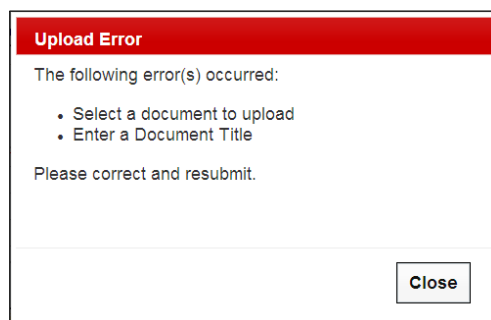 Upload Error
The following error(s) occurred:
• Select a document to upload
• Enter a Document Title
Please correct and resubmit.
Close